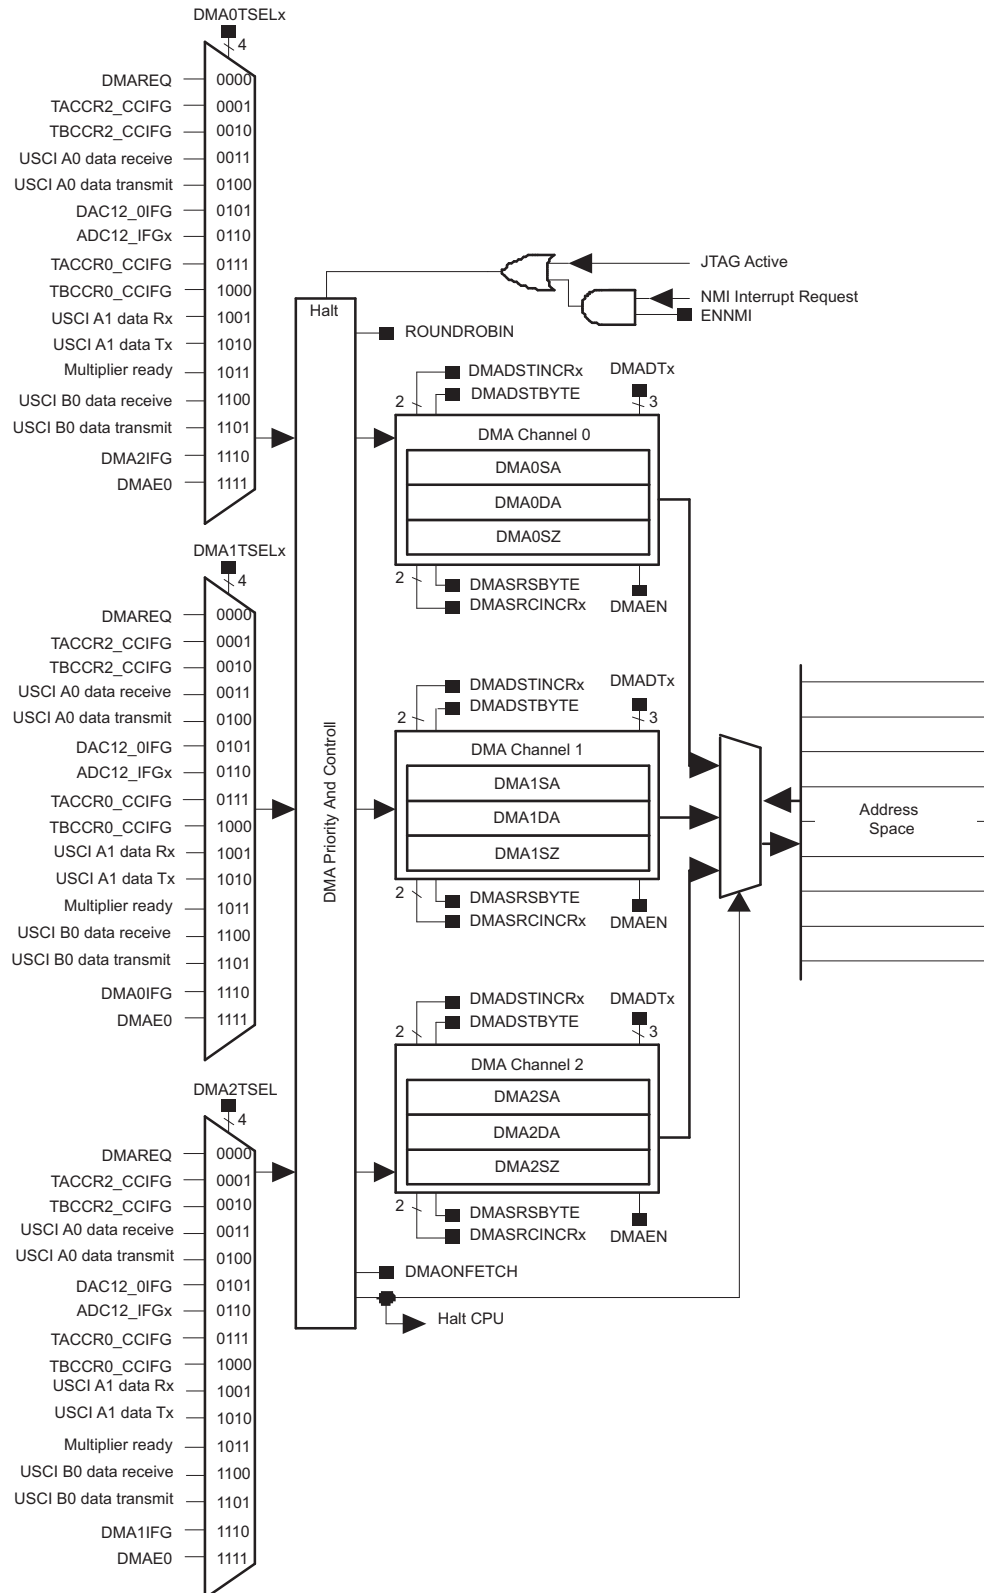 DMA0TSELx
4
DMAREQ 0000
TACCR2_CCIFG 0001
TBCCR2_CCIFG 0010
USCI A0 data receive 0011
USCI A0 data transmit 0100
DAC12_0IFG 0101
ADC12_IFGx 0110
TACCR0_CCIFG 0111
TBCCR0_CCIFG 1000
USCI A1 data Rx 1001
USCI A1 data Tx 1010
Multiplier ready 1011
USCI B0 data receive 1100
USCI B0 data transmit 1101
DMA2IFG 1110
DMAE0 1111
JTAG Active
NMI Interrupt Request
ENNMI
Halt
ROUNDROBIN
DMADSTINCRx
DMADTx
2
DMADSTBYTE
3
DMA Channel 0
DMA0SA
DMA0DA
DMA0SZ
2
DMASRSBYTE
DMASRCINCRx
DMAEN
DMA1TSELx
4
DMAREQ 0000
TACCR2_CCIFG 0001
TBCCR2_CCIFG 0010
USCI A0 data receive 0011
USCI A0 data transmit 0100
DAC12_0IFG 0101
ADC12_IFGx 0110
TACCR0_CCIFG 0111
TBCCR0_CCIFG 1000
USCI A1 data Rx 1001
USCI A1 data Tx 1010
Multiplier ready 1011
USCI B0 data receive 1100
USCI B0 data transmit 1101
DMA0IFG 1110
DMAE0 1111
DMA Priority And Controll
DMADSTINCRx
DMADTx
2
DMADSTBYTE
3
DMA Channel 1
DMA1SA
DMA1DA
DMA1SZ
2
DMASRSBYTE
DMASRCINCRx
DMAEN
Address
Space
DMA2TSEL
4
DMAREQ 0000
TACCR2_CCIFG 0001
TBCCR2_CCIFG 0010
USCI A0 data receive 0011
USCI A0 data transmit 0100
DAC12_0IFG 0101
ADC12_IFGx 0110
TACCR0_CCIFG 0111
TBCCR0_CCIFG 1000
USCI A1 data Rx 1001
USCI A1 data Tx 1010
Multiplier ready 1011
USCI B0 data receive 1100
USCI B0 data transmit 1101
DMA1IFG 1110
DMAE0 1111
DMADSTINCRx
DMADTx
2
DMADSTBYTE
3
DMA Channel 2
DMA2SA
DMA2DA
DMA2SZ
2
DMASRSBYTE
DMASRCINCRx
DMAEN
DMAONFETCH
Halt CPU